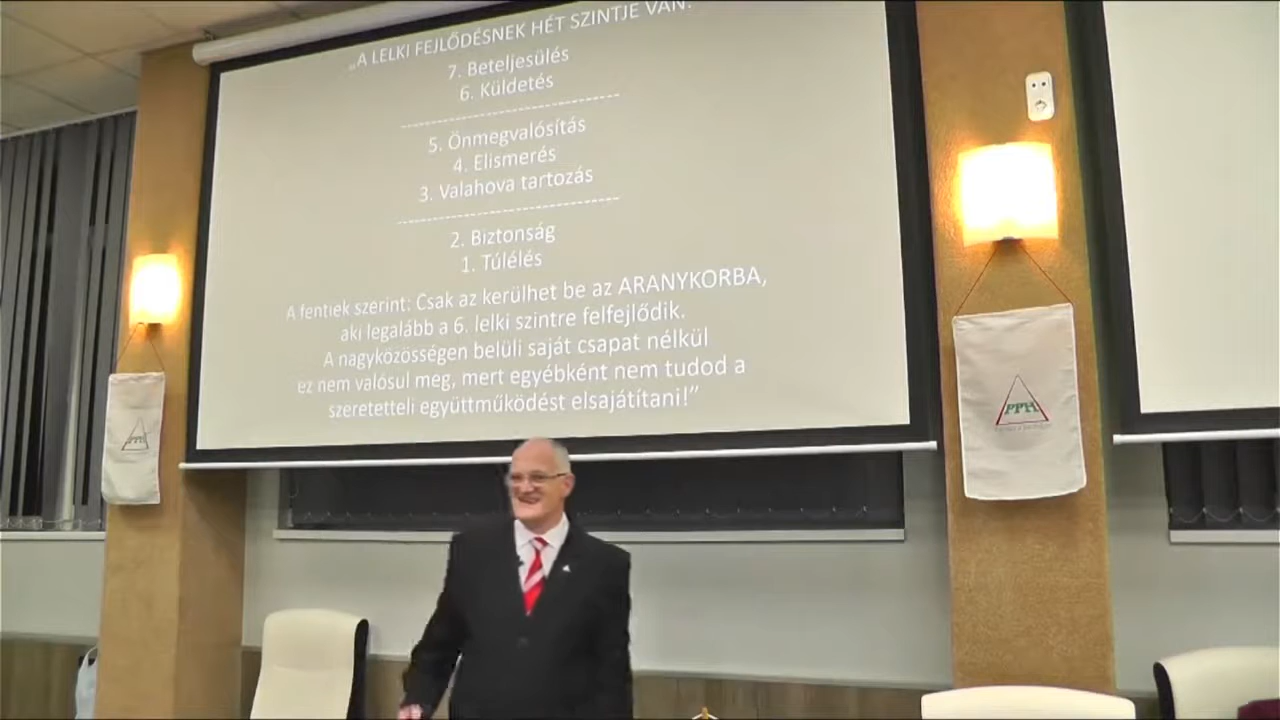 „A LELKI FEJLŐDÉSNEK HÉT SZINTJE VAN:
7. Beteljesülés
6. Küldetés
5. Önmegvalósítás
4. Elismerés
3. Valahova tartozás
2. Biztonság
1. Túlélés
A fentiek szerint: Csak az kerülhet be az ARANYKORBA,
aki legalább a 6. lelki szintre felfejlődik.
A nagyközösségen belüli saját csapat nélkül
ez nem valósul meg, mert egyébként nem tudod a
szeretetteli együttműködést elsajátítani!”
PPH
PPH